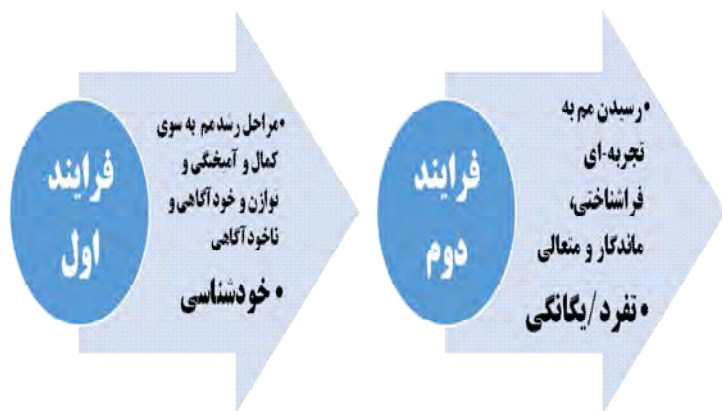 فرایند
اول
•مراحل رشد مم به سوی
کمال و آمیختگی و
توازن و خودآگاهی و
ناخودآگاهی
• خودشناسی
فرایند
دوم
•رسیدن مم به
تجربه-ای
فراشناختی،
ماندگار و متعالی
•تفرد /یگانگی